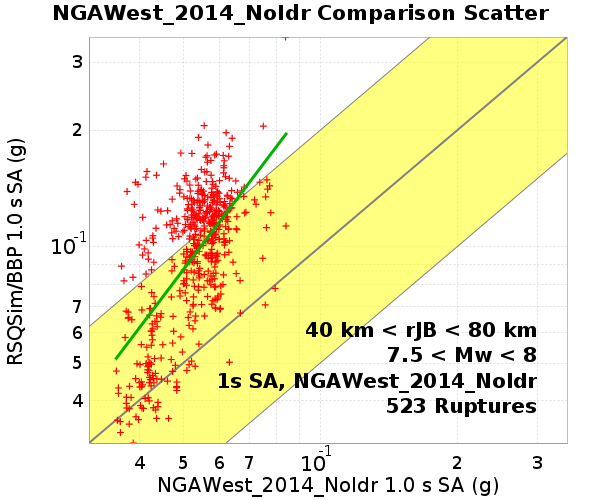 NGAWest_2014_NoIdr Comparison Scatter
RSQSim/BBP 1.0 s SA (g)
3
2
10^-1
7
6
5
4
40 km < rJB < 80 km
7.5 < Mw < 8
1s SA, NGAWest_2014_NoIdr
523 Ruptures
4 5 6 7 10^-1 2 3
NGAWest_2014_NoIdr 1.0 s SA (g)